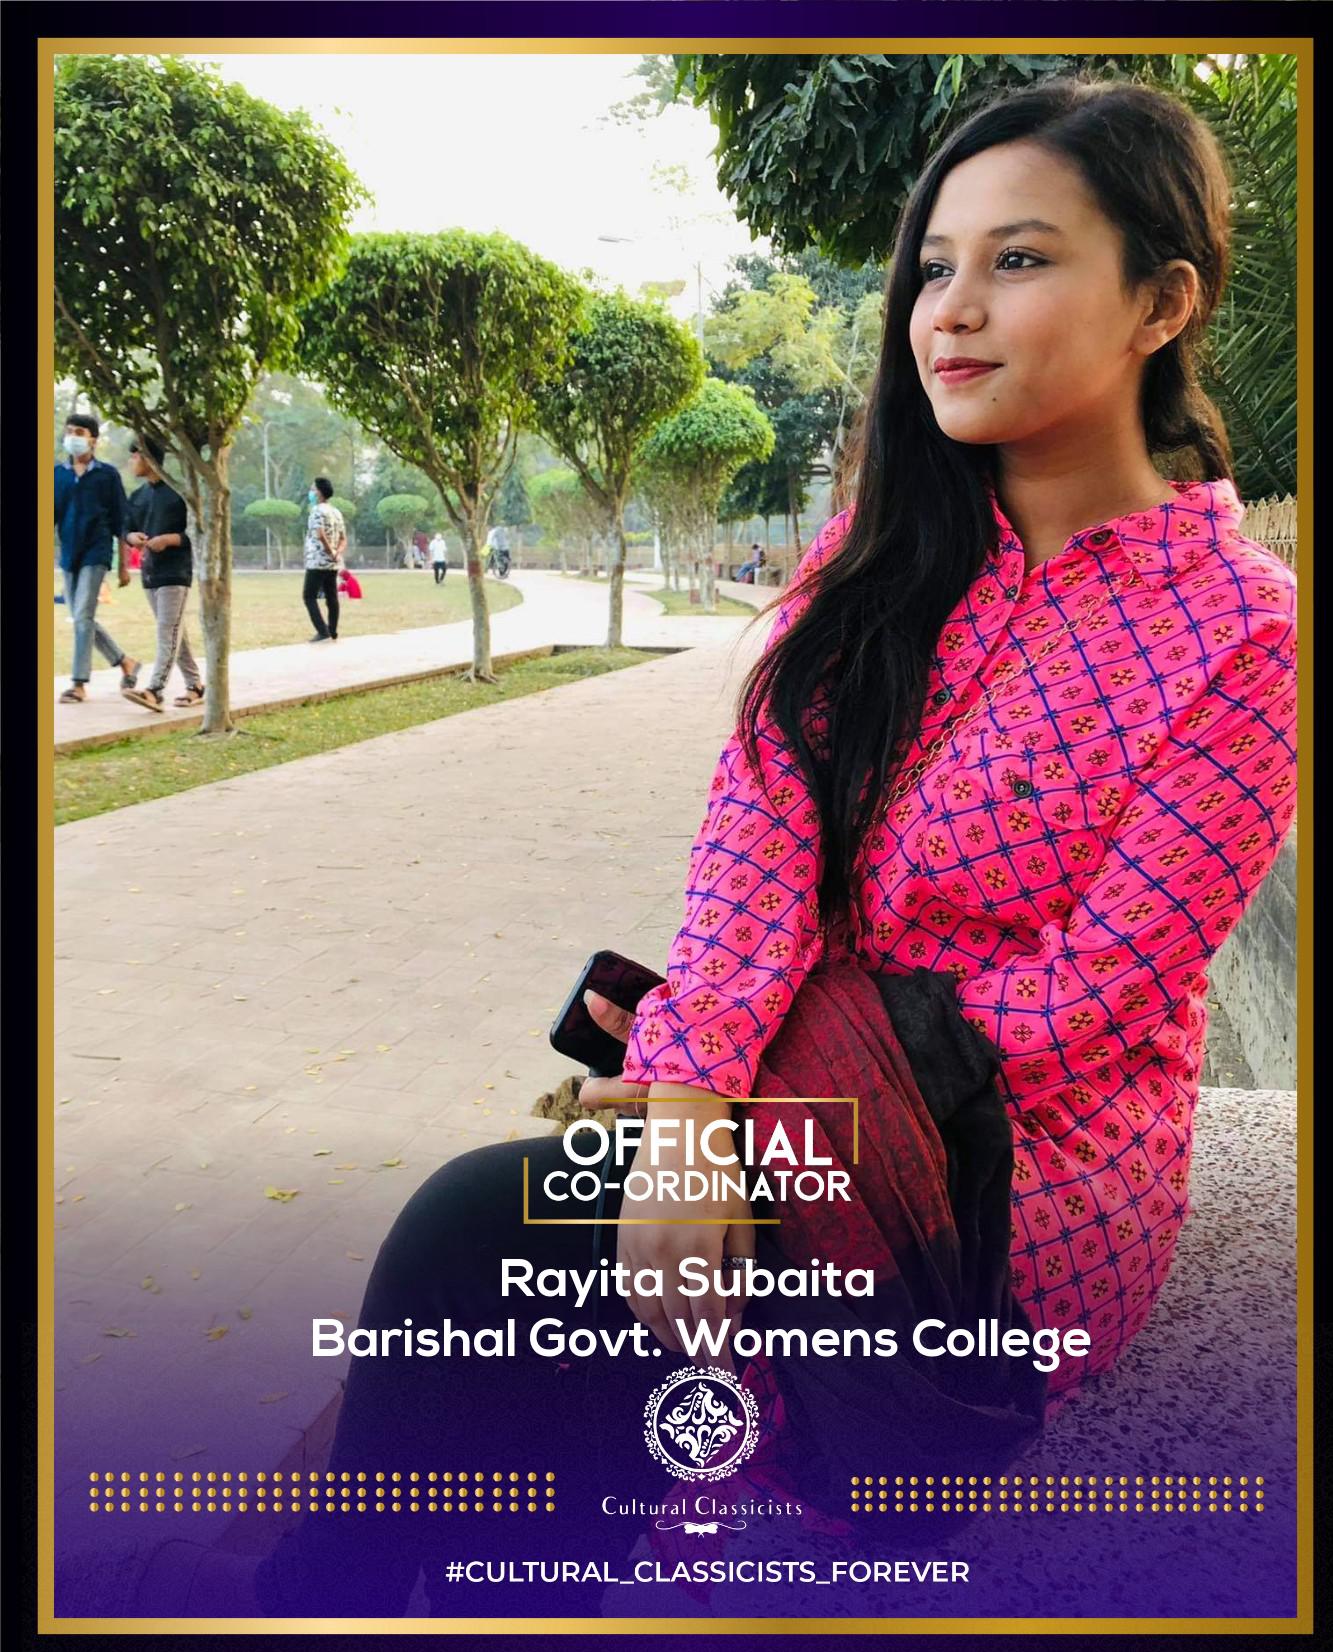 OFFICIAL
CO-ORDINATOR
Rayita Subaita
Barishal Govt. Womens College
Cultural Classicists
#CULTURAL_CLASSICISTS_FOREVER